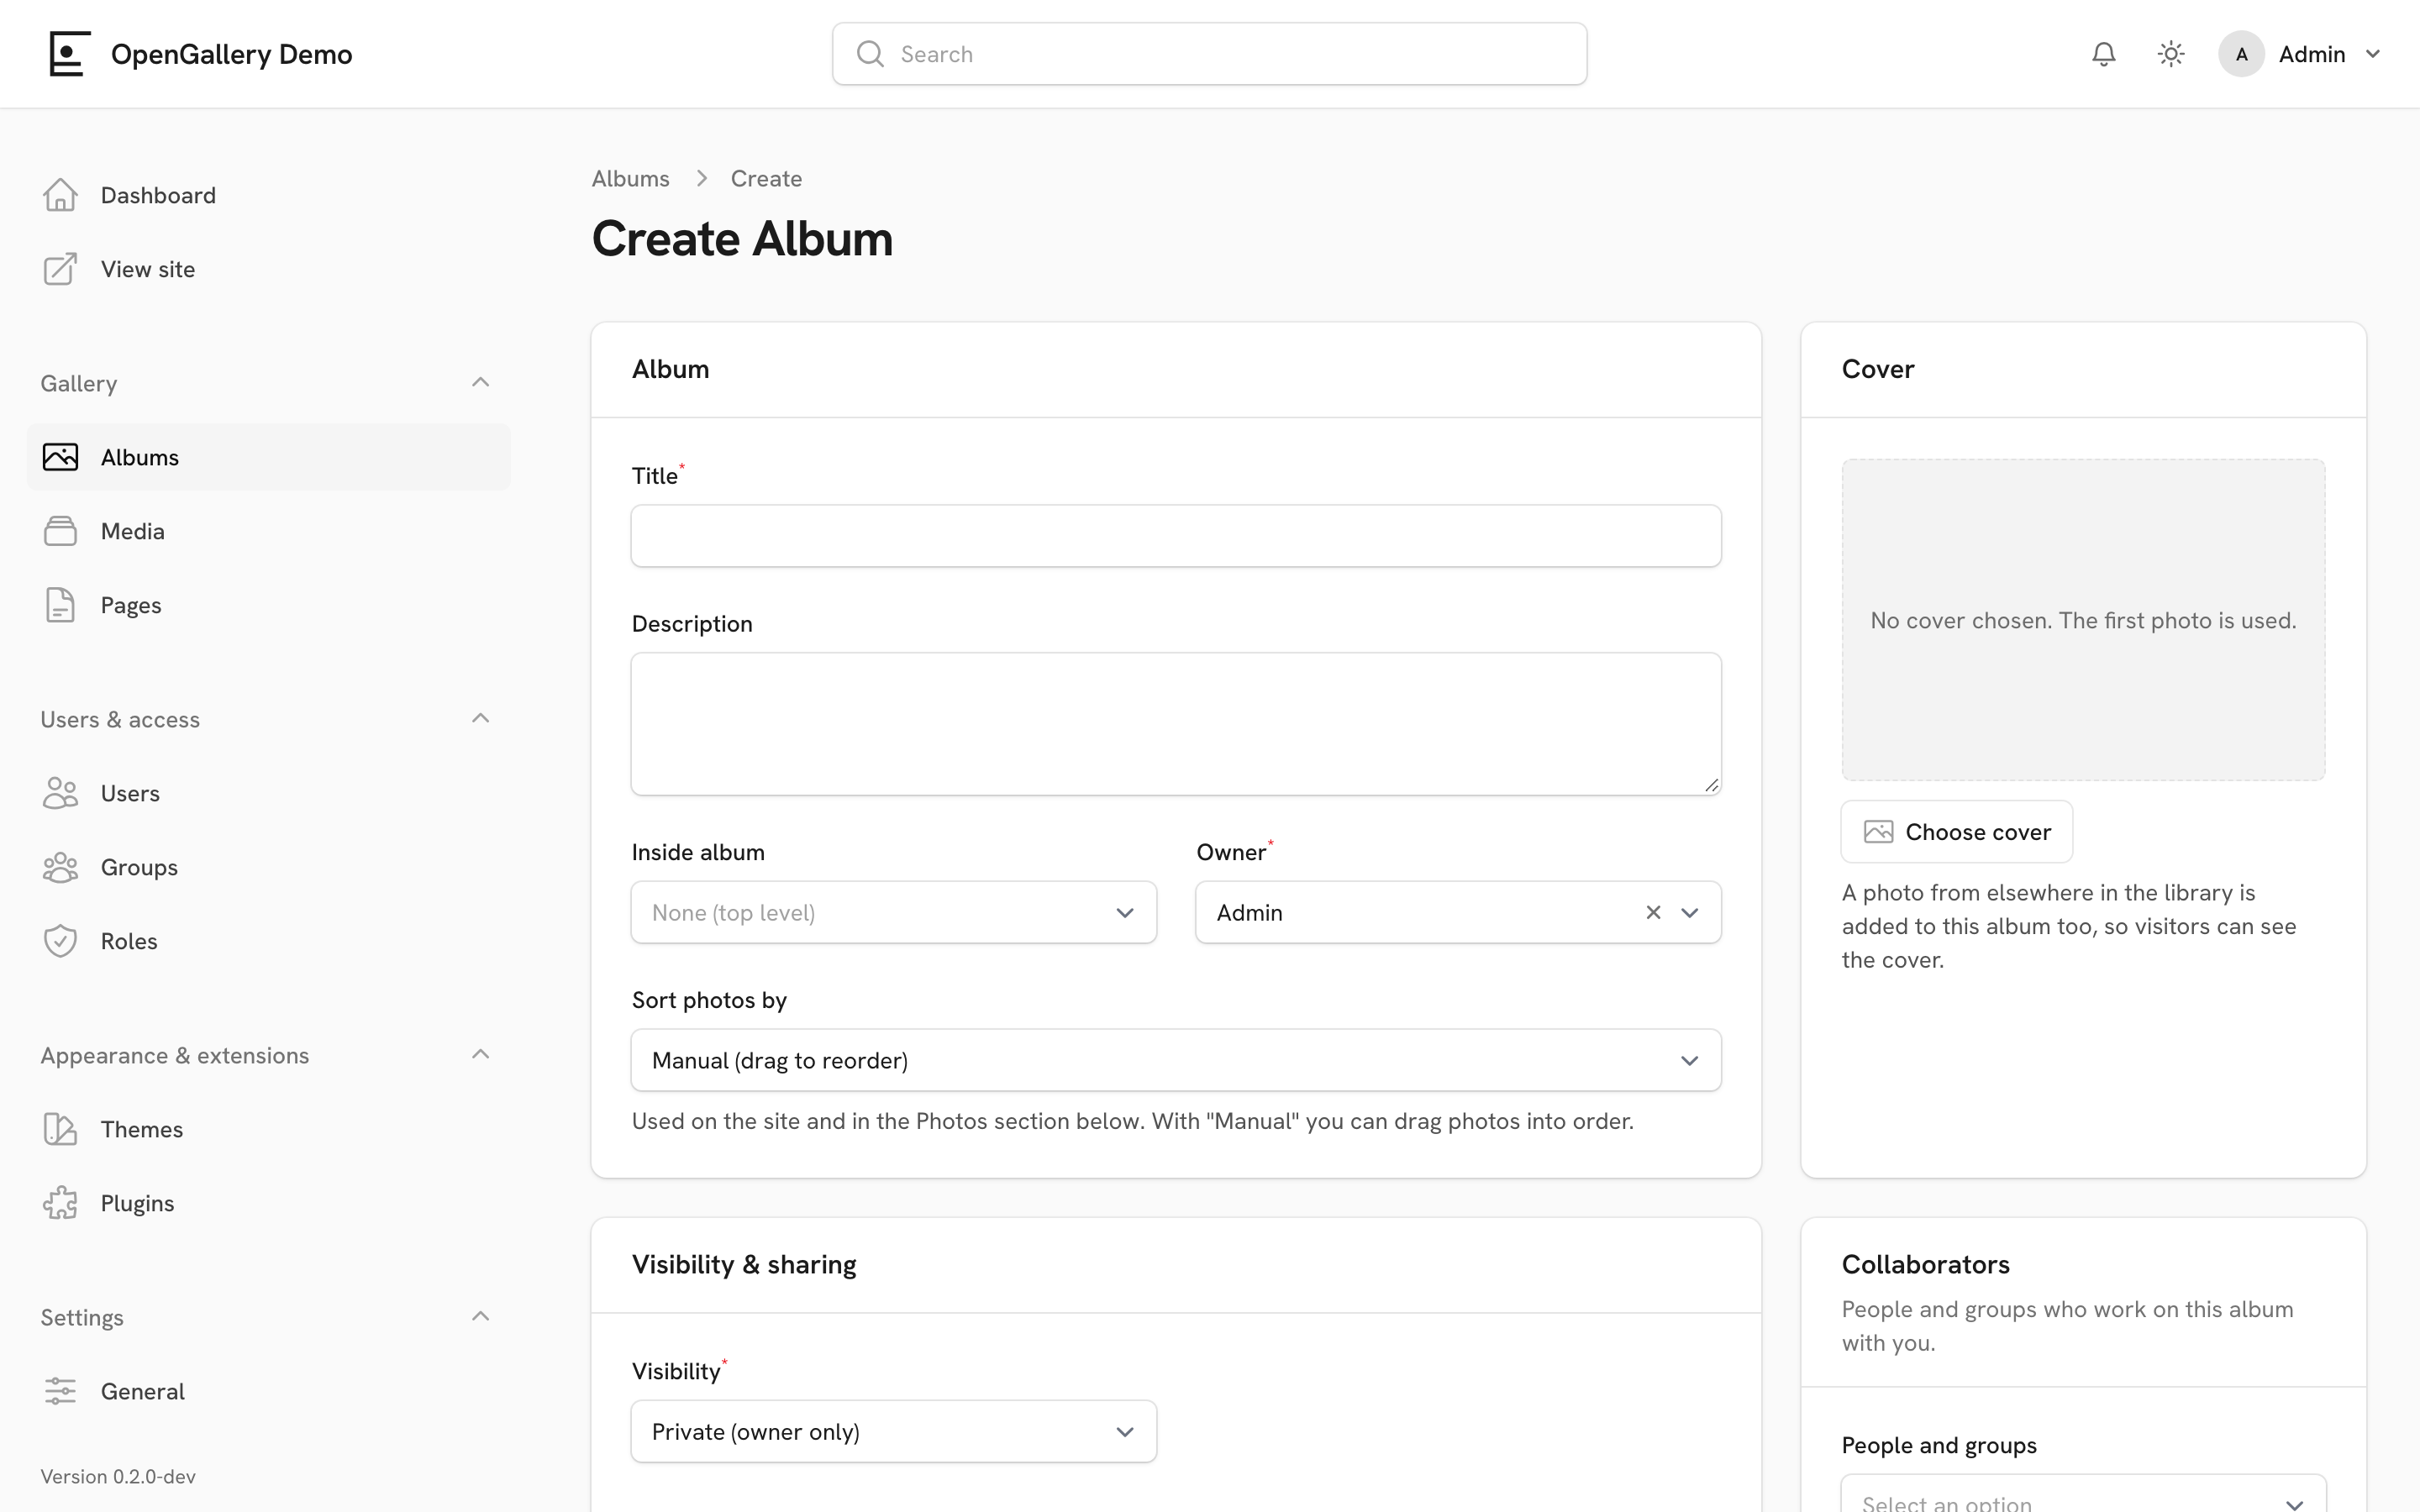 OpenGallery Demo
Search
A
Admin
Dashboard
View site
Gallery
Albums
Media
Pages
Users & access
Users
Groups
Roles
Appearance & extensions
Themes
Plugins
Settings
General
Version 0.2.0-dev
Albums > Create
Create Album
Album
Title*
Description
Inside album
None (top level)
Owner*
Admin
Sort photos by
Manual (drag to reorder)
Used on the site and in the Photos section below. With "Manual" you can drag photos into order.
Cover
No cover chosen. The first photo is used.
Choose cover
A photo from elsewhere in the library is
added to this album too, so visitors can see
the cover.
Visibility & sharing
Visibility*
Private (owner only)
Collaborators
People and groups who work on this album
with you.
People and groups
Select an option